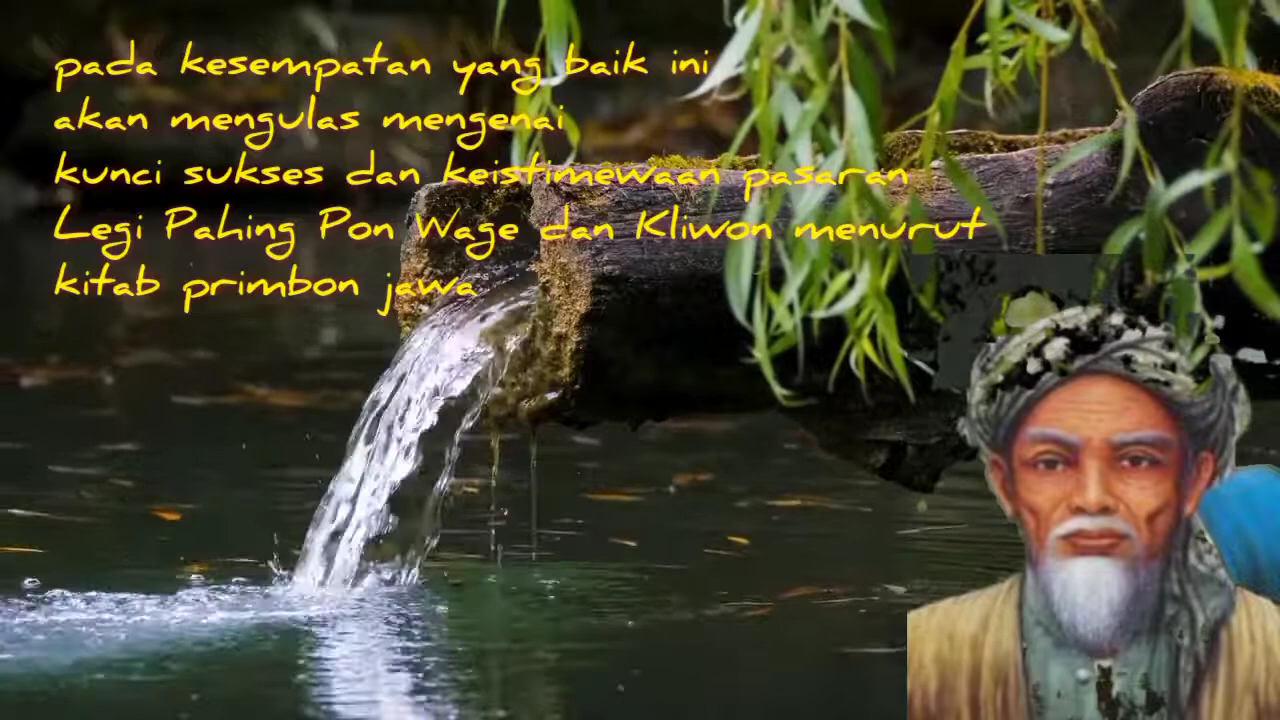 pada kesempatan yang baik ini
akan mengulas mengenai
kunci sukses dan keistimewaan pasaran
Legi Pahing Pon Wage dan Kliwon menurut
kitab primbon jawa